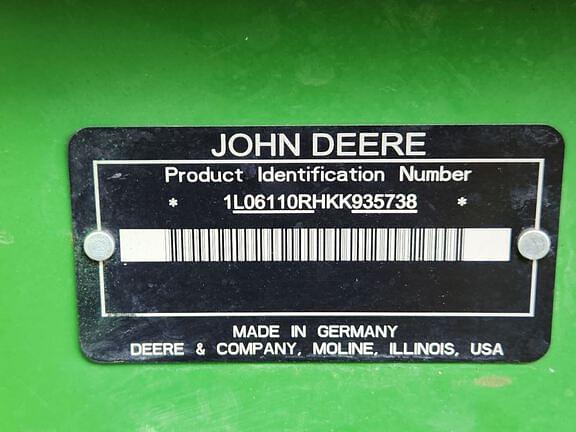 JOHN DEERE
Product Identification Number
* 1L06110RHKK935738 *
MADE IN GERMANY
DEERE & COMPANY, MOLINE, ILLINOIS, USA